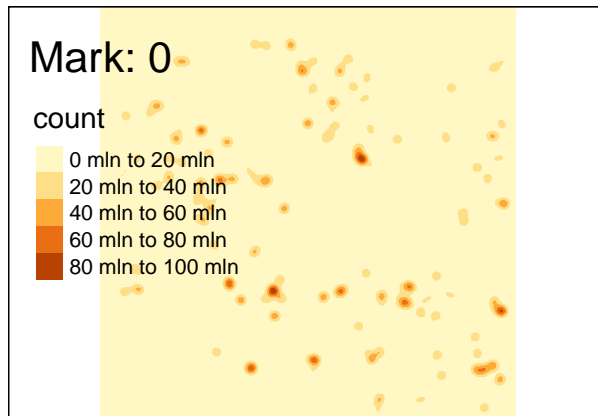 Mark: 0
count
0 mln to 20 mln
20 mln to 40 mln
40 mln to 60 mln
60 mln to 80 mln
80 mln to 100 mln